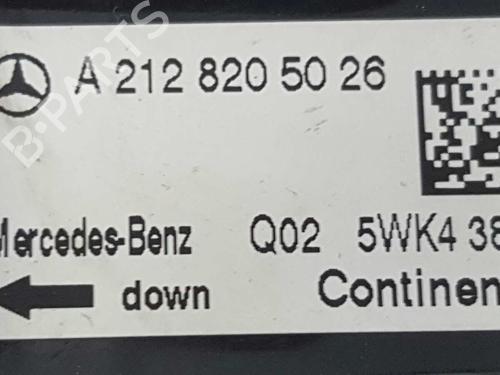 A 212 820 50 26
Mercedes-Benz Q02 5WK4 38
down Continen
B-PARTS